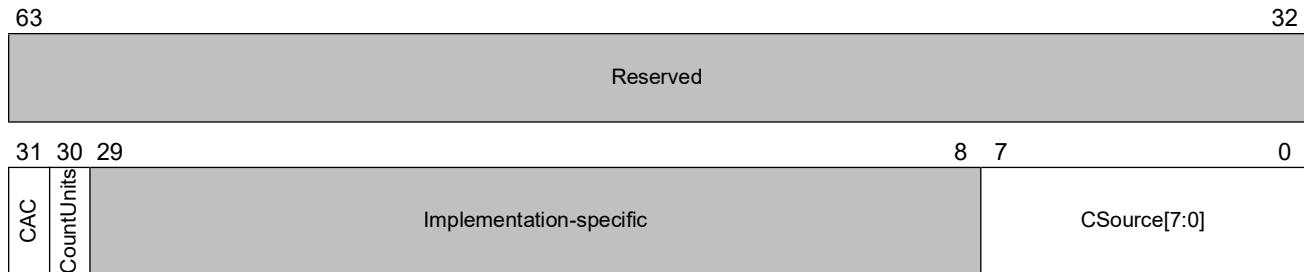 63 32
Reserved
31 30 29 8 7 0
CAC CountUnits Implementation-specific CSource[7:0]